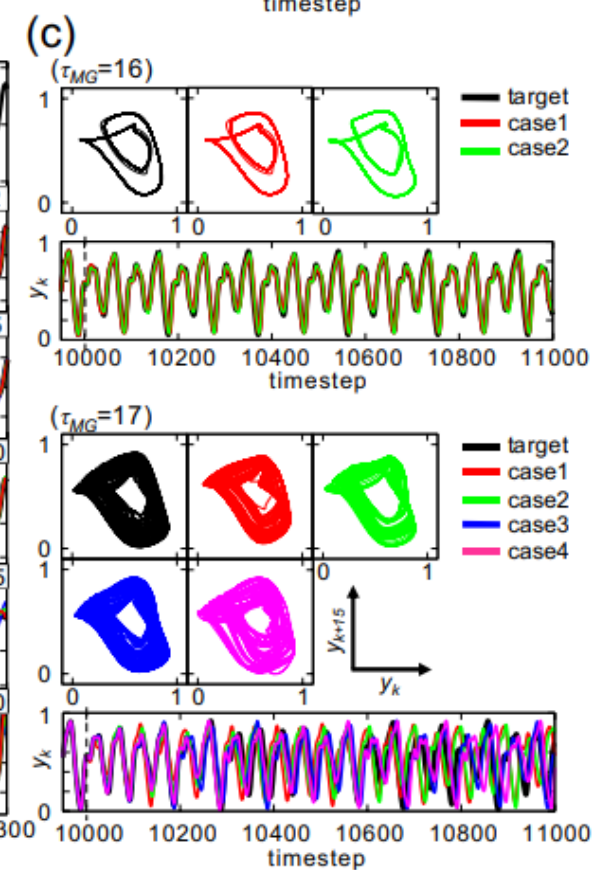 timestep
(c)
(τMG=16)
target
case1
case2
1
0
0 1 0 1 0 1
1
yk
0
10000 10200 10400 10600 10800 11000
timestep
(τMG=17)
target
case1
case2
case3
case4
1
0
0 1
1
0
0 1 0 1
yk+15
yk
1
yk
0
300
10000 10200 10400 10600 10800 11000
timestep